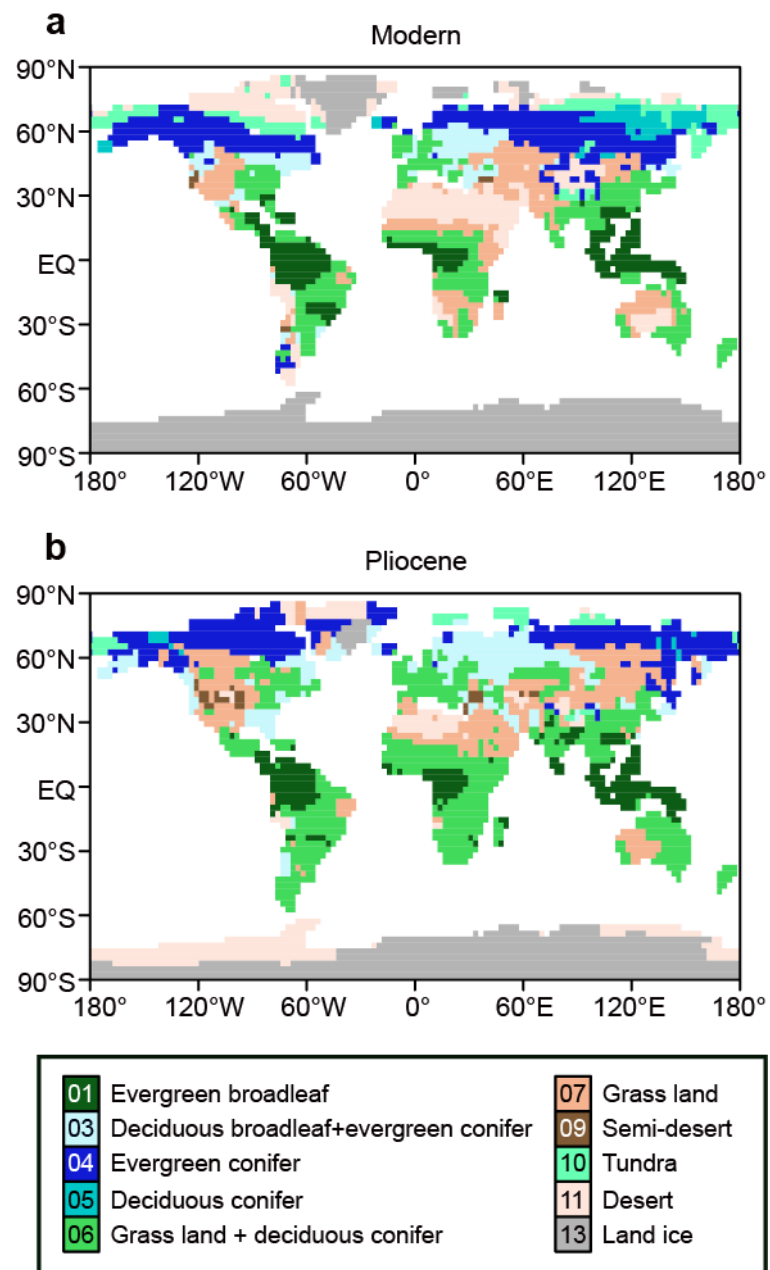 a
Modern
90°N
60°N
30°N
EQ
30°S
60°S
90°S
180° 120°W 60°W 0° 60°E 120°E 180°
b
Pliocene
90°N
60°N
30°N
EQ
30°S
60°S
90°S
180° 120°W 60°W 0° 60°E 120°E 180°
01 Evergreen broadleaf
03 Deciduous broadleaf+evergreen conifer
04 Evergreen conifer
05 Deciduous conifer
06 Grass land + deciduous conifer
07 Grass land
09 Semi-desert
10 Tundra
11 Desert
13 Land ice